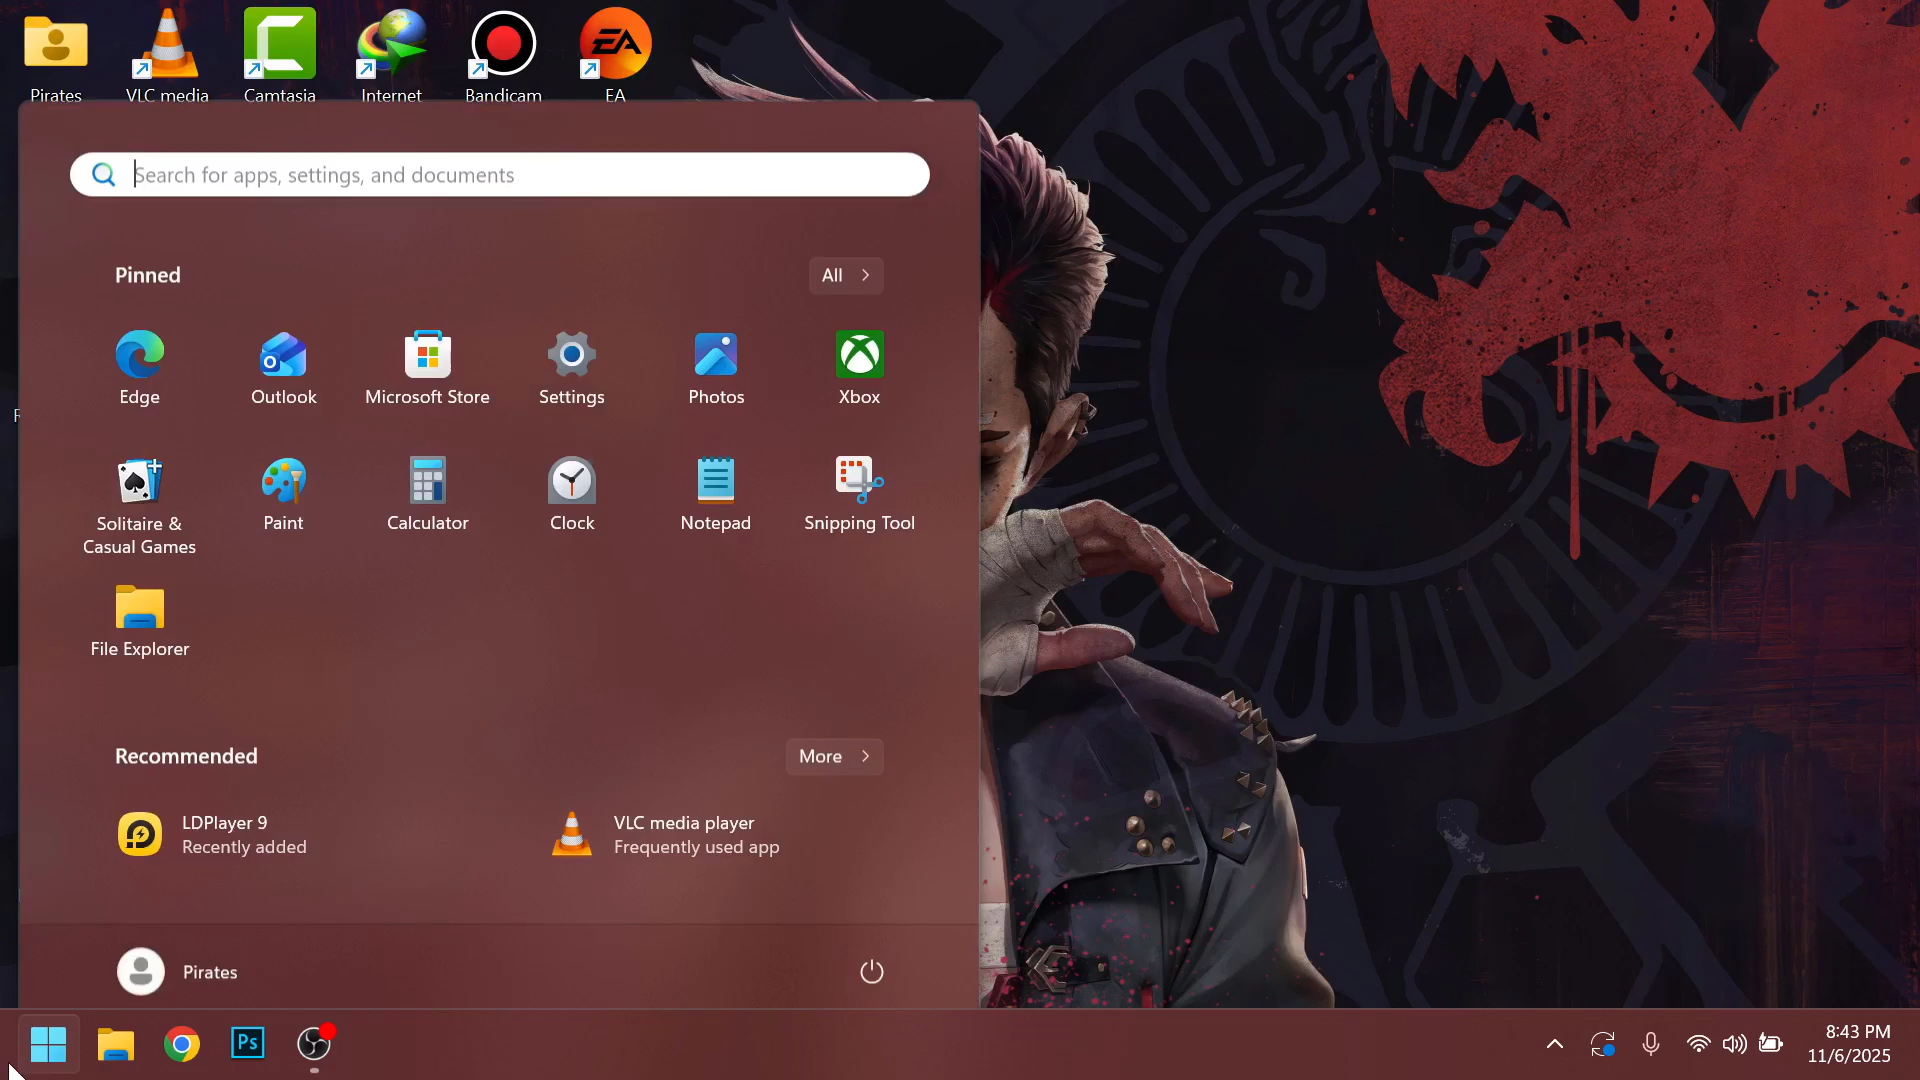 Pirates
VLC media
Camtasia
Internet
Bandicam
EA
EA
Search for apps, settings, and documents
Pinned
All
Edge
Outlook
Microsoft Store
Settings
Photos
Xbox
Solitaire &
Casual Games
Paint
Calculator
Clock
Notepad
Snipping Tool
File Explorer
Recommended
More
LDPlayer 9
Recently added
VLC media player
Frequently used app
Pirates
Ps
8:43 PM
11/6/2025